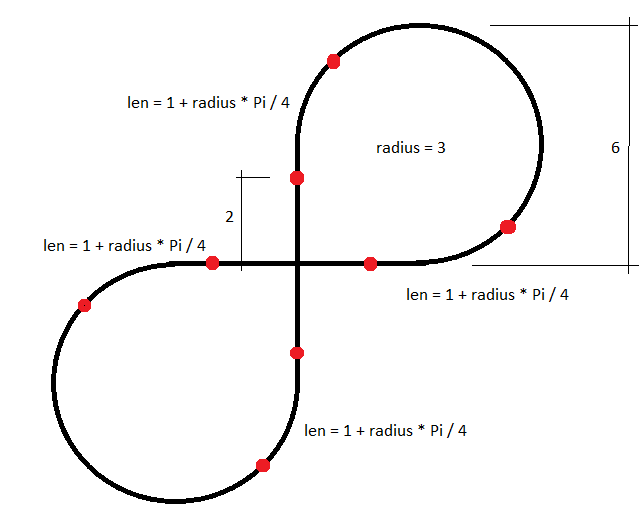 len = 1 + radius * Pi / 4
radius = 3
6
2
len = 1 + radius * Pi / 4
len = 1 + radius * Pi / 4
len = 1 + radius * Pi / 4